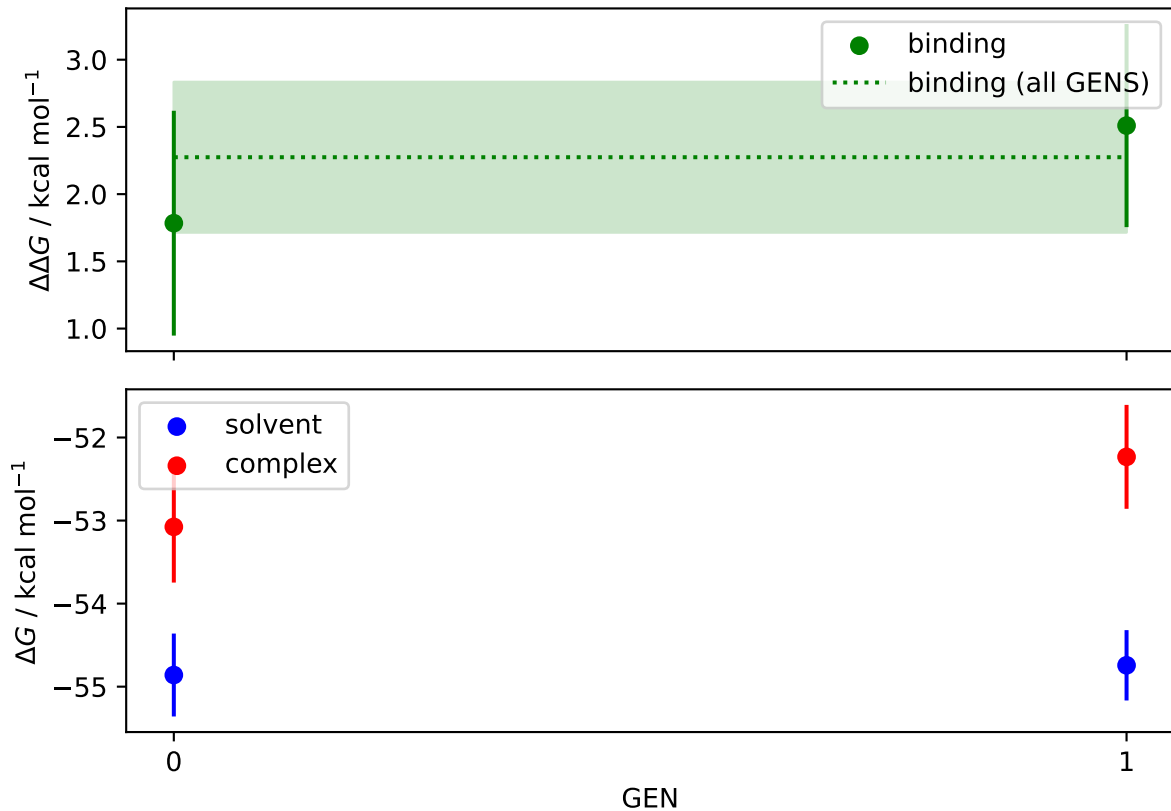 3.0
2.5
2.0
1.5
1.0
ΔΔG / kcal mol⁻¹
binding
binding (all GENS)
−52
−53
−54
−55
ΔG / kcal mol⁻¹
solvent
complex
0
1
GEN